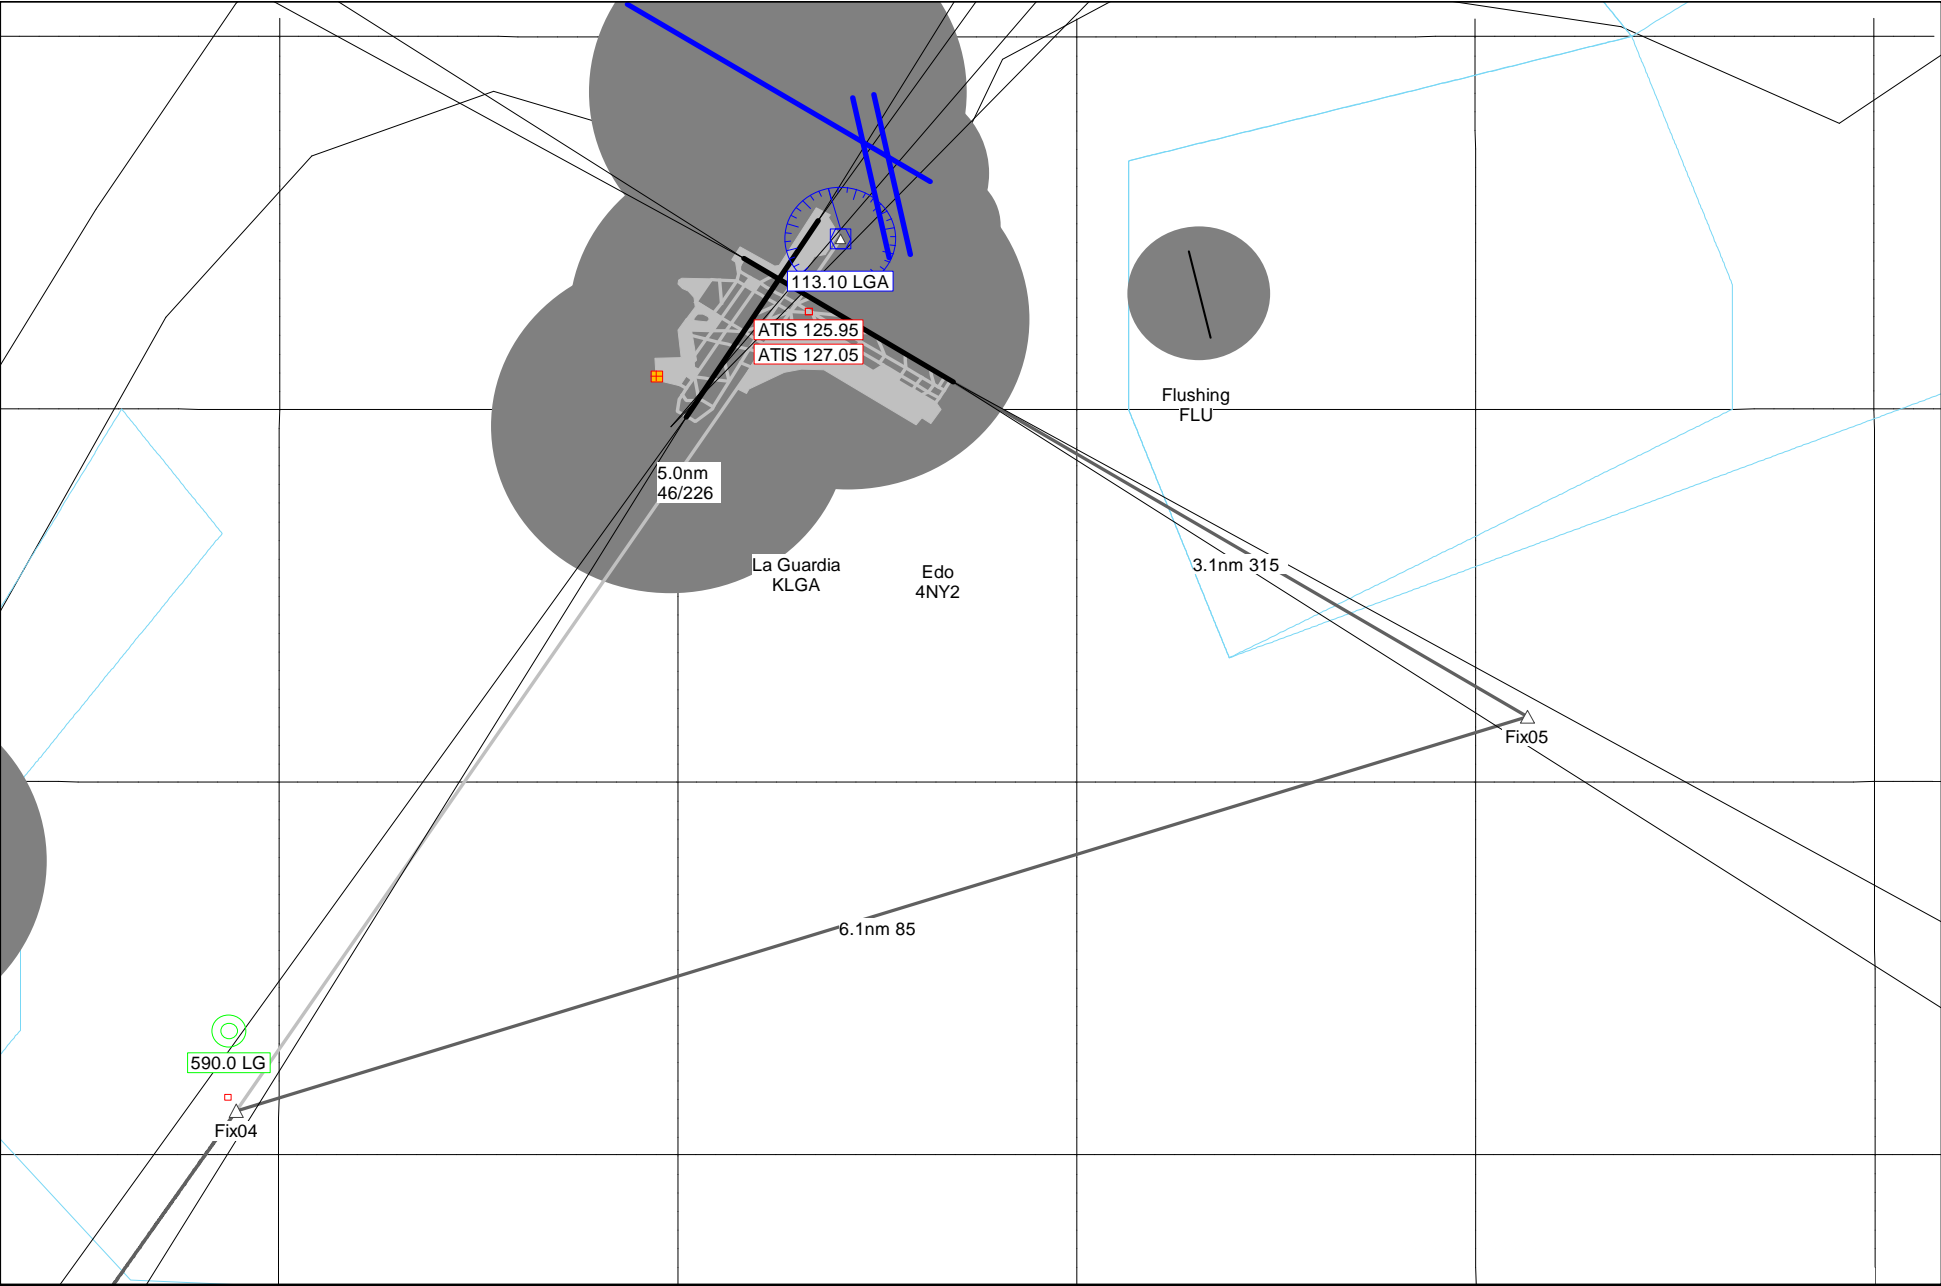 113.10 LGA
ATIS 125.95
ATIS 127.05
Flushing
FLU
5.0nm
46/226
La Guardia
KLGA
Edo
4NY2
3.1nm 315
Fix05
6.1nm 85
590.0 LG
Fix04